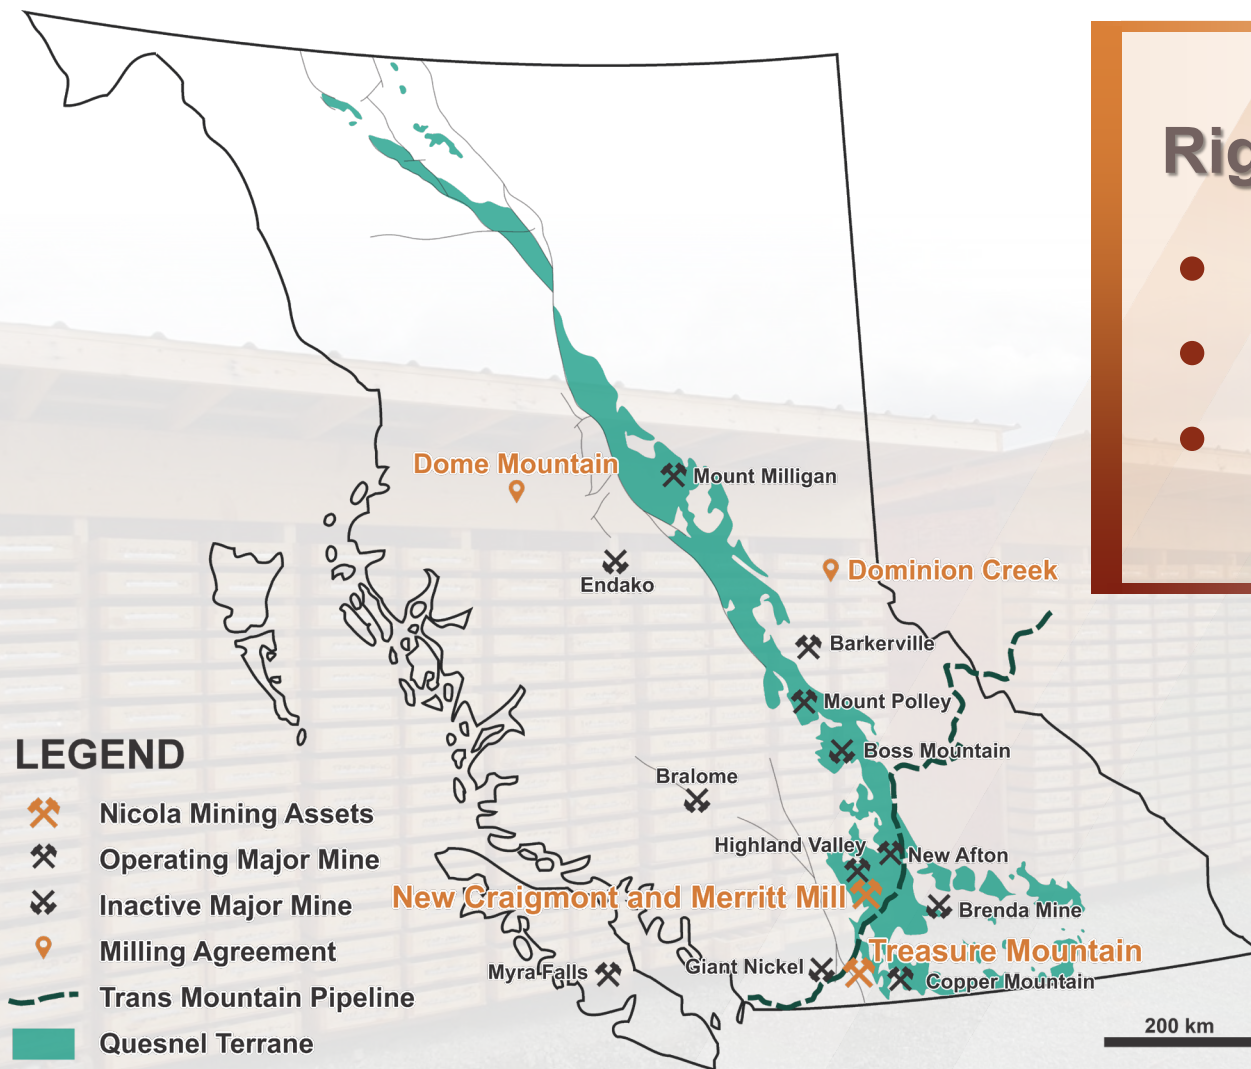 Rig
Dome Mountain
Mount Milligan
Endako
Dominion Creek
Barkerville
Mount Polley
Boss Mountain
Bralome
Highland Valley
New Afton
New Craigmont and Merritt Mill
Brenda Mine
Treasure Mountain
Giant Nickel
Myra Falls
Copper Mountain
200 km
LEGEND
Nicola Mining Assets
Operating Major Mine
Inactive Major Mine
Milling Agreement
Trans Mountain Pipeline
Quesnel Terrane